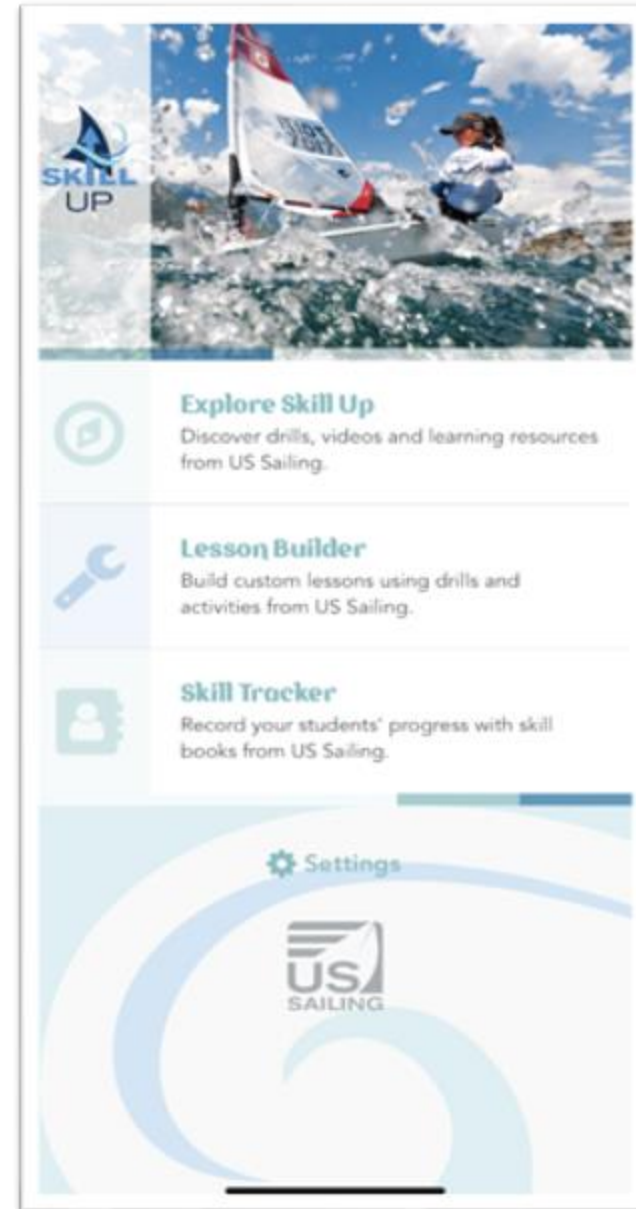 SKILL
UP
Explore Skill Up
Discover drills, videos and learning resources
from US Sailing.
Lesson Builder
Build custom lessons using drills and
activities from US Sailing.
Skill Tracker
Record your students' progress with skill
books from US Sailing.
Settings
US
SAILING